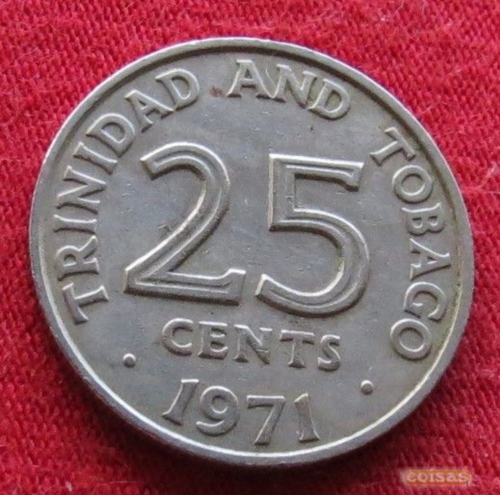 TRINIDAD AND TOBAGO
25
CENTS
• 1971 •
coisas